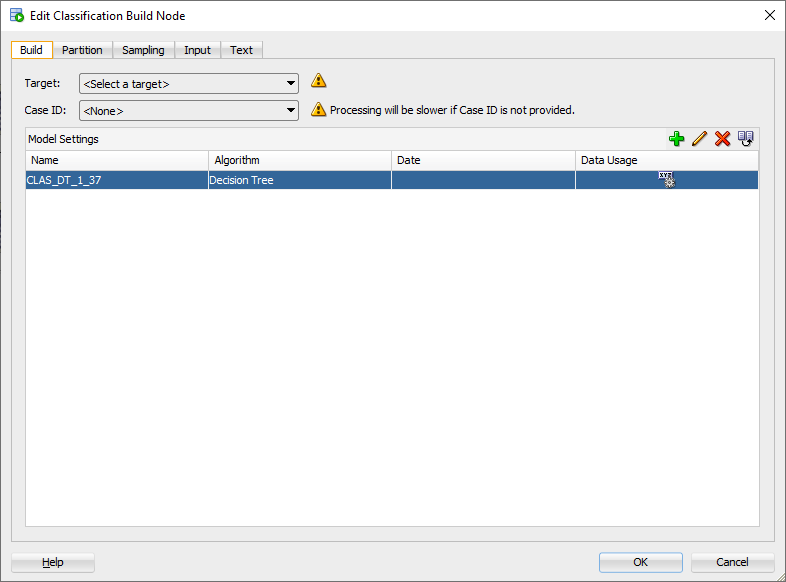 Edit Classification Build Node
Build Partition Sampling Input Text
Target: <Select a target>
Case ID: <None> Processing will be slower if Case ID is not provided.
Model Settings
Name Algorithm Date Data Usage
CLAS_DT_1_37 Decision Tree
Help OK Cancel